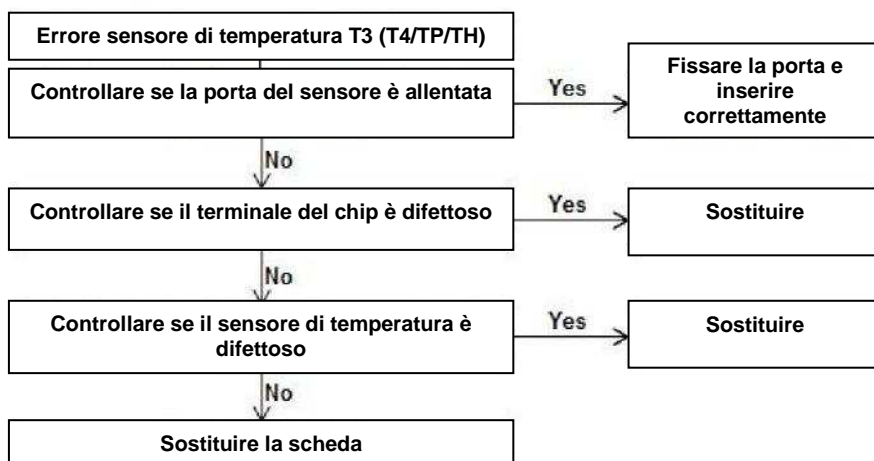 Errore sensore di temperatura T3 (T4/TP/TH)
Controllare se la porta del sensore è allentata
Yes
Fissare la porta e
inserire
correttamente
No
Controllare se il terminale del chip è difettoso
Yes
Sostituire
No
Controllare se il sensore di temperatura è
difettoso
Yes
Sostituire
No
Sostituire la scheda